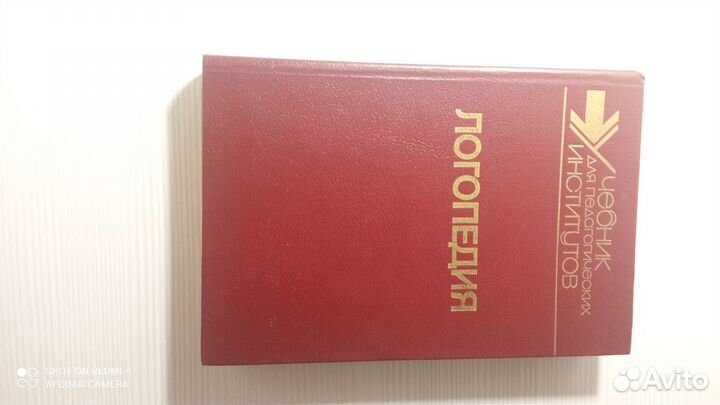 Учебник
для педагогических
институтов
ЛОГОПЕДИЯ
SHOT ON REDMI 9
AI QUAD CAMERA
Avito